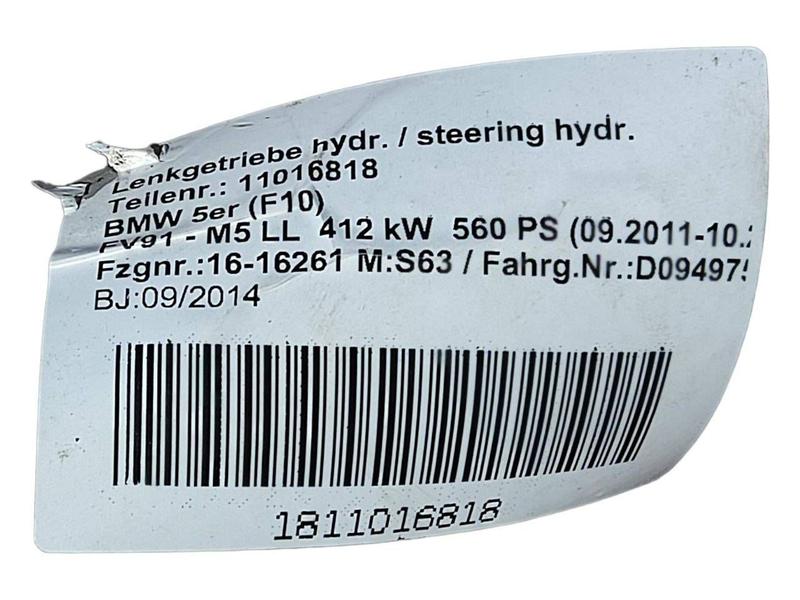 Lenkgetriebe hydr. / steering hydr.
Teilenr.: 11016818
BMW 5er (F10)
FV91 - M5 LL 412 kW 560 PS (09.2011-10.
Fzgnr.:16-16261 M:S63 / Fahrg.Nr.:D094975
BJ:09/2014
1811016818